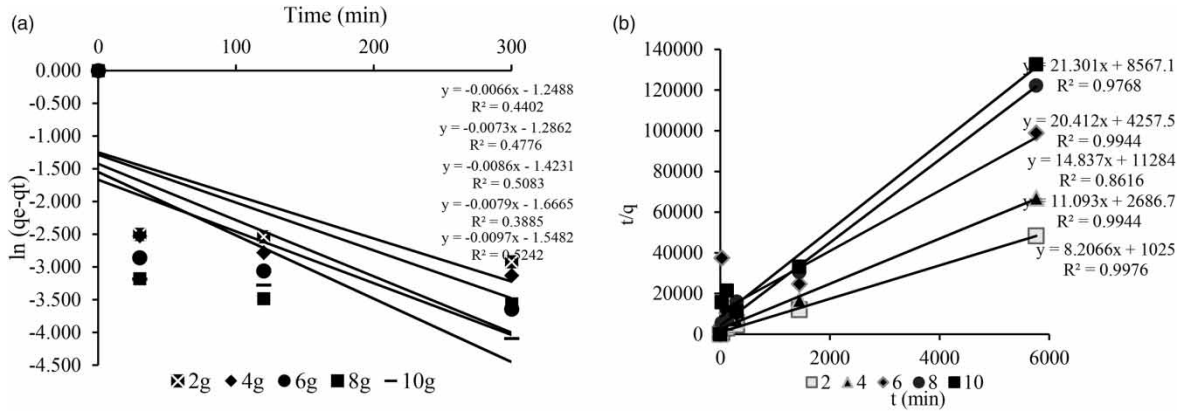 (a)
Time (min)
0 100 200 300
0.000
-0.500
-1.000
-1.500
-2.000
-2.500
-3.000
-3.500
-4.000
-4.500
ln (qe-qt)
y = -0.0066x - 1.2488
R² = 0.4402
y = -0.0073x - 1.2862
R² = 0.4776
y = -0.0086x - 1.4231
R² = 0.5083
y = -0.0079x - 1.6665
R² = 0.3885
y = -0.0097x - 1.5482
R² = 0.5242
2g 4g 6g 8g 10g
(b)
140000
120000
100000
80000
60000
40000
20000
0
t/q
y = 21.301x + 8567.1
R² = 0.9768
y = 20.412x + 4257.5
R² = 0.9944
y = 14.837x + 11284
R² = 0.8616
y = 11.093x + 2686.7
R² = 0.9944
y = 8.2066x + 1025
R² = 0.9976
0 2000 4000 6000
2 4 6 8 10
t (min)